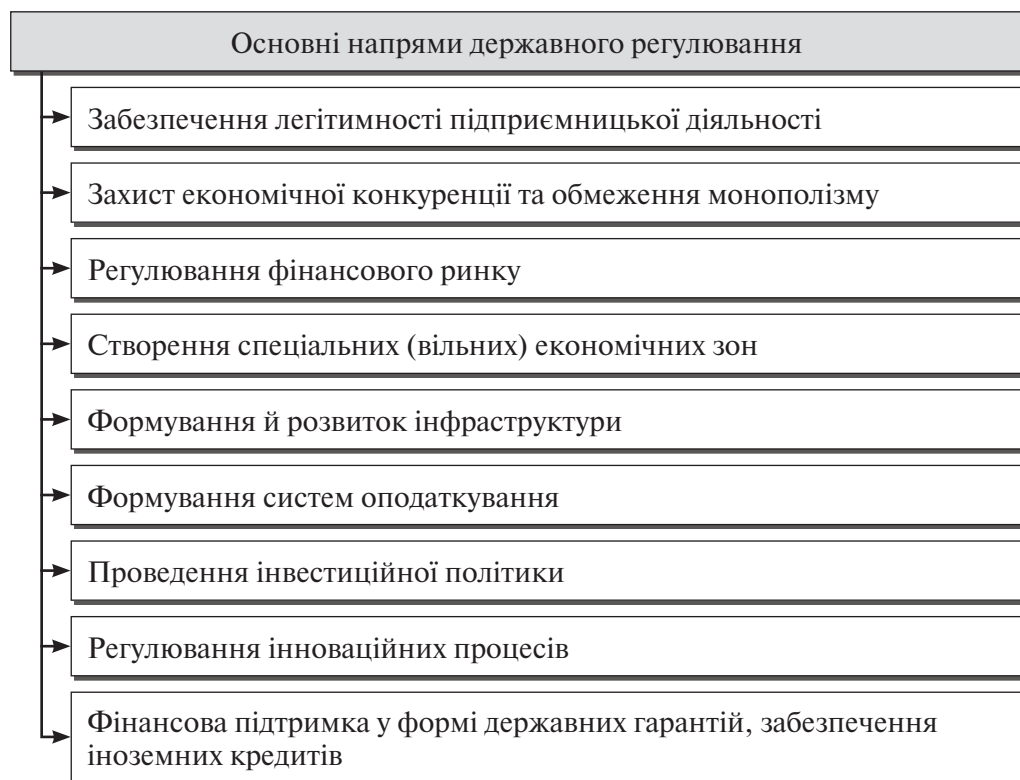 Основні напрями державного регулювання
Забезпечення легітимності підприємницької діяльності
Захист економічної конкуренції та обмеження монополізму
Регулювання фінансового ринку
Створення спеціальних (вільних) економічних зон
Формування й розвиток інфраструктури
Формування систем оподаткування
Проведення інвестиційної політики
Регулювання інноваційних процесів
Фінансова підтримка у формі державних гарантій, забезпечення
іноземних кредитів